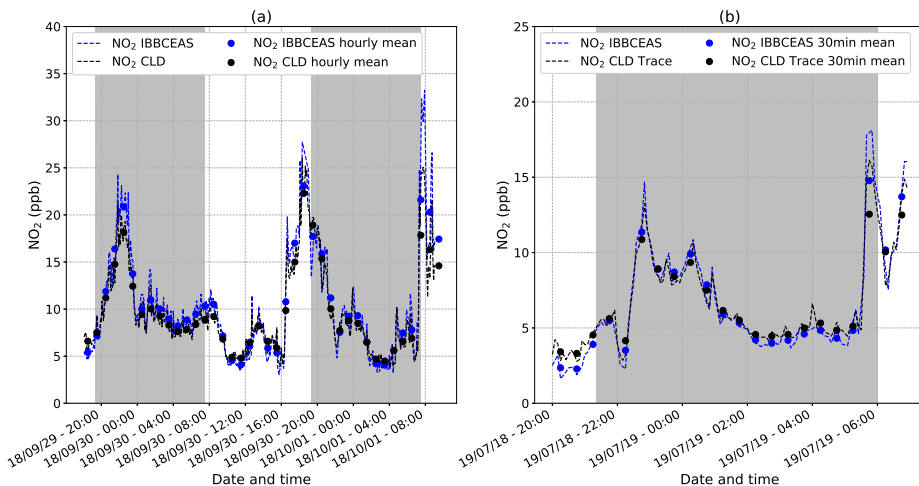 (a)
NO2 IBBCEAS
NO2 CLD
NO2 IBBCEAS hourly mean
NO2 CLD hourly mean
NO2 (ppb)
40
35
30
25
20
15
10
5
0
18/09/29 - 20:00
18/09/30 - 00:00
18/09/30 - 04:00
18/09/30 - 08:00
18/09/30 - 12:00
18/09/30 - 16:00
18/09/30 - 20:00
18/10/01 - 00:00
18/10/01 - 04:00
18/10/01 - 08:00
Date and time
(b)
NO2 IBBCEAS
NO2 CLD Trace
NO2 IBBCEAS 30min mean
NO2 CLD Trace 30min mean
NO2 (ppb)
25
20
15
10
5
0
19/07/18 - 20:00
19/07/18 - 22:00
19/07/19 - 00:00
19/07/19 - 02:00
19/07/19 - 04:00
19/07/19 - 06:00
Date and time